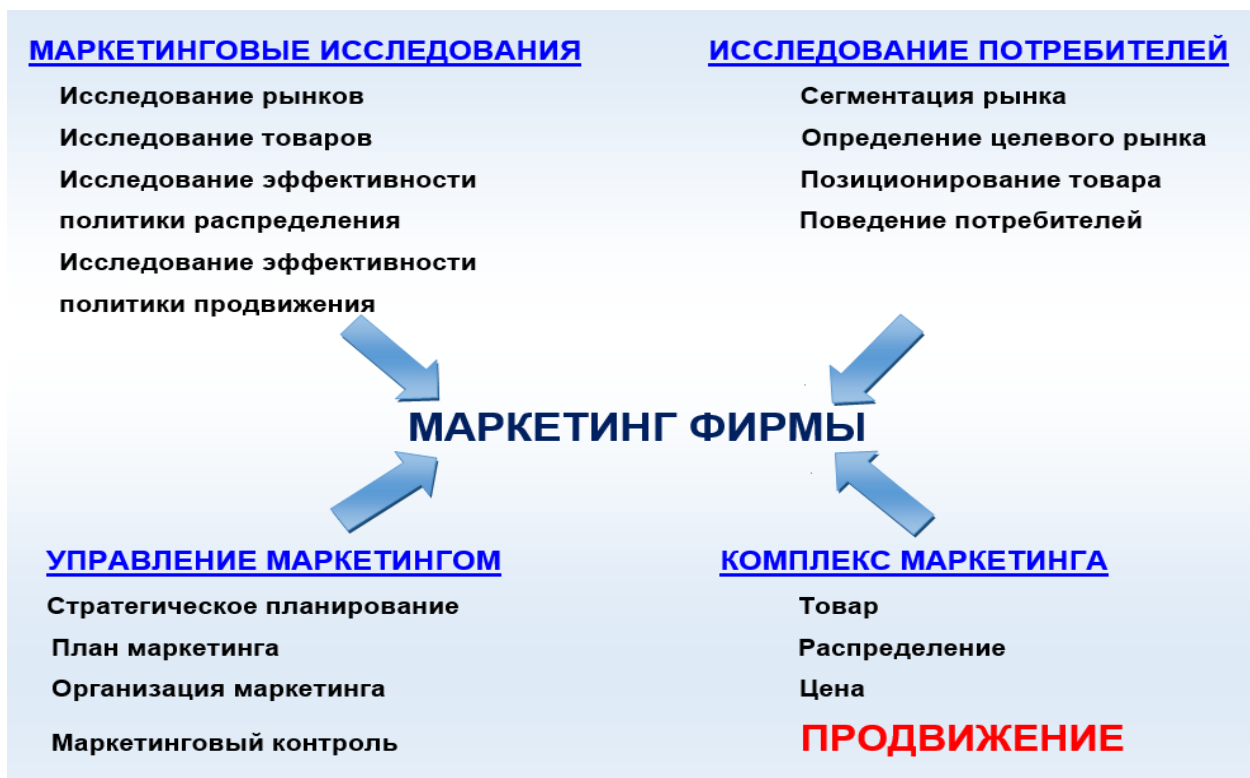 МАРКЕТИНГОВЫЕ ИССЛЕДОВАНИЯ
Исследование рынков
Исследование товаров
Исследование эффективности
политики распределения
Исследование эффективности
политики продвижения
ИССЛЕДОВАНИЕ ПОТРЕБИТЕЛЕЙ
Сегментация рынка
Определение целевого рынка
Позиционирование товара
Поведение потребителей
МАРКЕТИНГ ФИРМЫ
УПРАВЛЕНИЕ МАРКЕТИНГОМ
Стратегическое планирование
План маркетинга
Организация маркетинга
Маркетинговый контроль
КОМПЛЕКС МАРКЕТИНГА
Товар
Распределение
Цена
ПРОДВИЖЕНИЕ